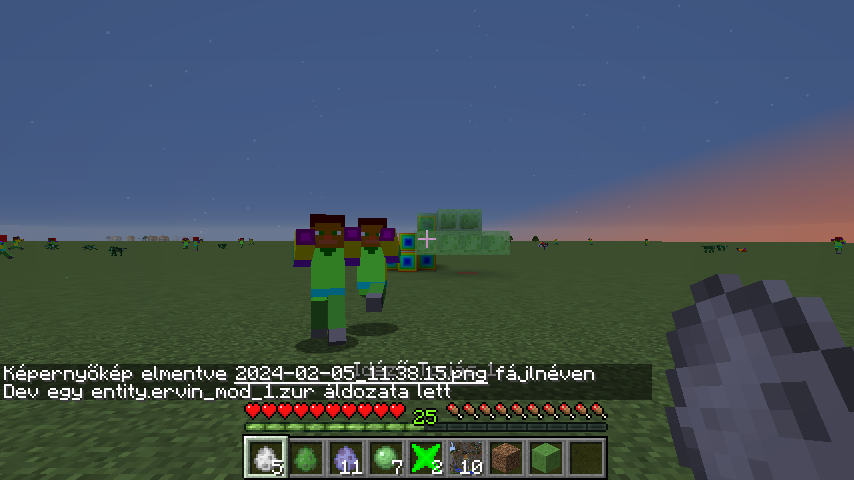 Képernyőkép elmentve 2024-02-05_11.38.15.png fájlnéven
Dev egy entity.ervin_mod_1.zur áldozata lett
25
5 11 7 2 10